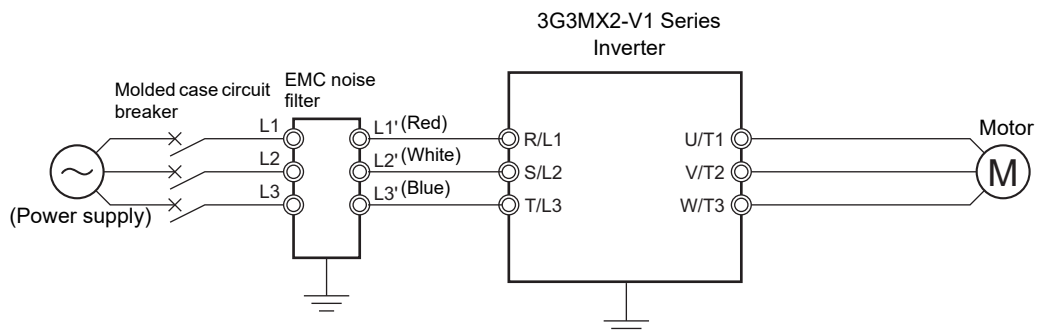 3G3MX2-V1 Series
Inverter
Molded case circuit
breaker
EMC noise
filter
L1
L1' (Red)
R/L1
U/T1
Motor
L2
L2' (White)
S/L2
V/T2
M
L3
L3' (Blue)
T/L3
W/T3
(Power supply)